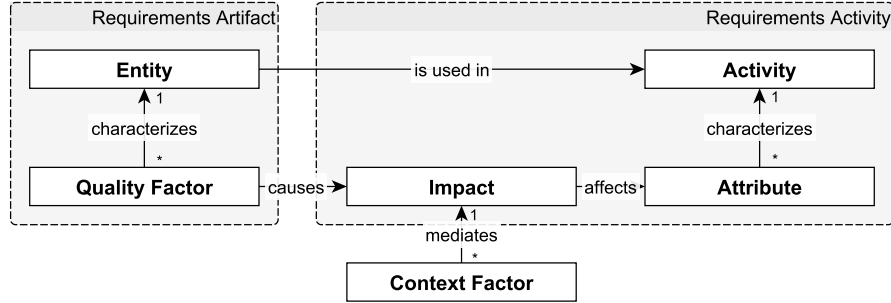 Requirements Artifact
Requirements Activity
Entity
is used in
Activity
1
1
characterizes
characterizes
*
*
Quality Factor
causes
Impact
affects
Attribute
1
mediates
*
Context Factor